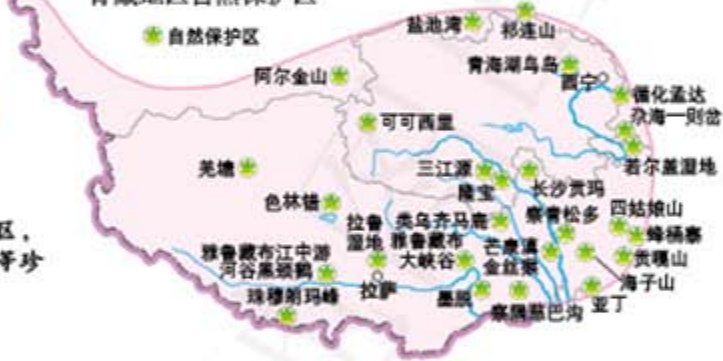 青藏地区自然保护区
自然保护区
盐池湾
祁连山
青海湖鸟岛
西宁
阿尔金山
循化孟达
尕海一则岔
可可西里
若尔盖湿地
羌塘
三江源
隆宝
长沙贡玛
色林错
拉鲁
湿地
类乌齐马鹿
察青松多
四姑娘山
蜂桶寨
雅鲁藏布
大峡谷
芒康滇
金丝猴
贡嘎山
雅鲁藏布江中游
河谷黑颈鹤
海子山
珠穆朗玛峰
拉萨
墨脱
察隅慈巴沟
亚丁
区，
等珍